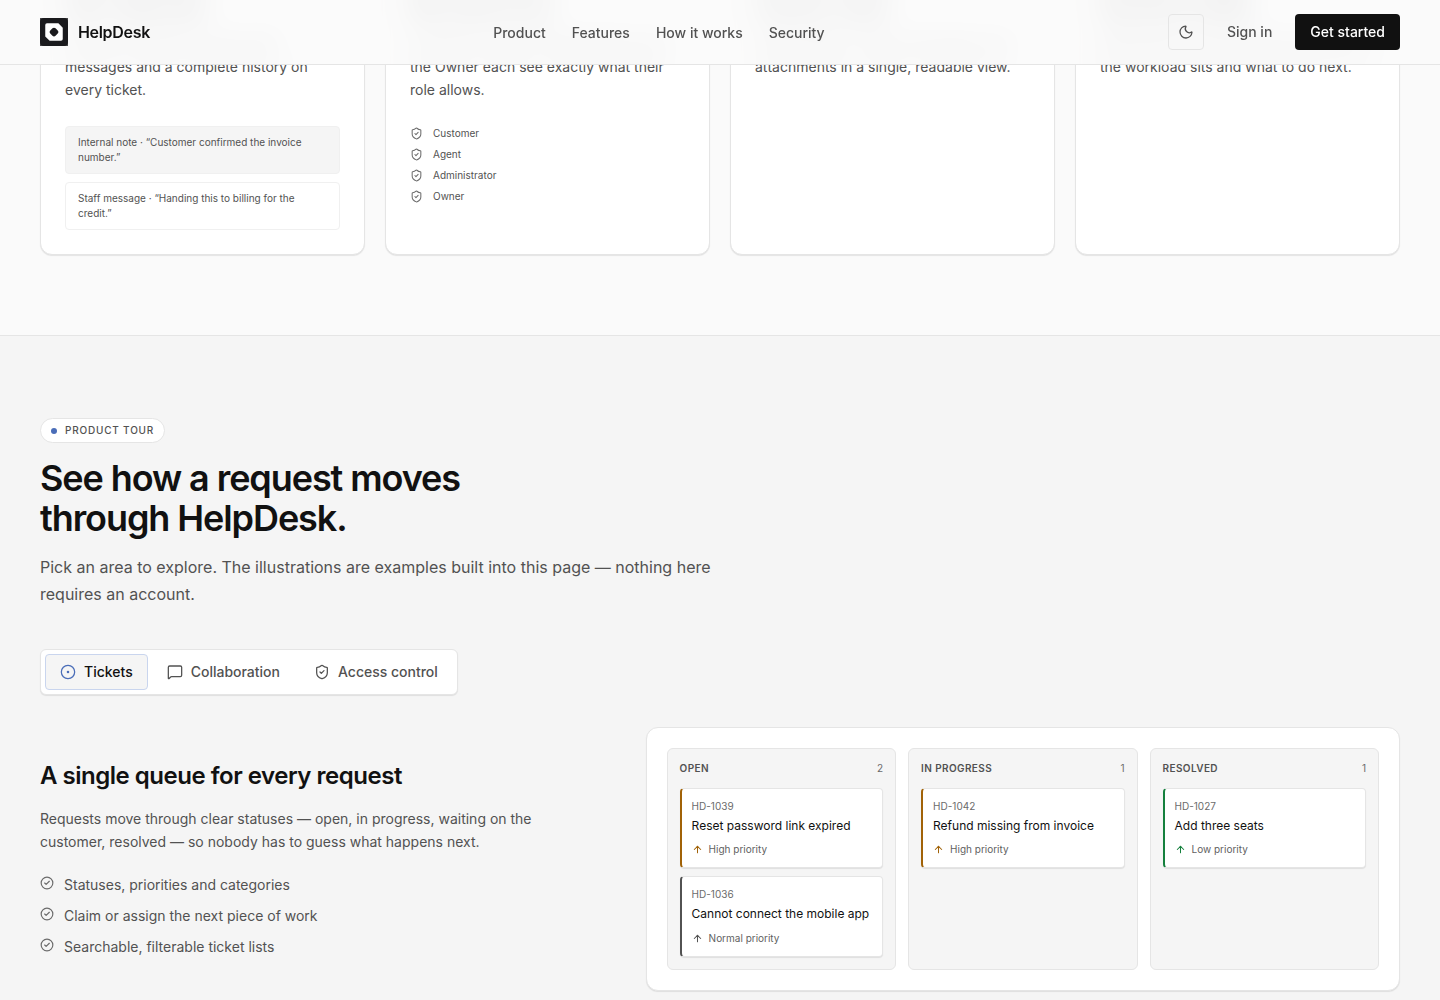 HelpDesk
Product
Features
How it works
Security
Sign in
Get started
messages and a complete history on
every ticket.
Internal note · “Customer confirmed the invoice
number.”
Staff message · “Handing this to billing for the
credit.”
the Owner each see exactly what their
role allows.
Customer
Agent
Administrator
Owner
attachments in a single, readable view.
the workload sits and what to do next.
PRODUCT TOUR
See how a request moves
through HelpDesk.
Pick an area to explore. The illustrations are examples built into this page — nothing here
requires an account.
Tickets
Collaboration
Access control
A single queue for every request
Requests move through clear statuses — open, in progress, waiting on the
customer, resolved — so nobody has to guess what happens next.
Statuses, priorities and categories
Claim or assign the next piece of work
Searchable, filterable ticket lists
OPEN 2
HD-1039
Reset password link expired
High priority
HD-1036
Cannot connect the mobile app
Normal priority
IN PROGRESS 1
HD-1042
Refund missing from invoice
High priority
RESOLVED 1
HD-1027
Add three seats
Low priority